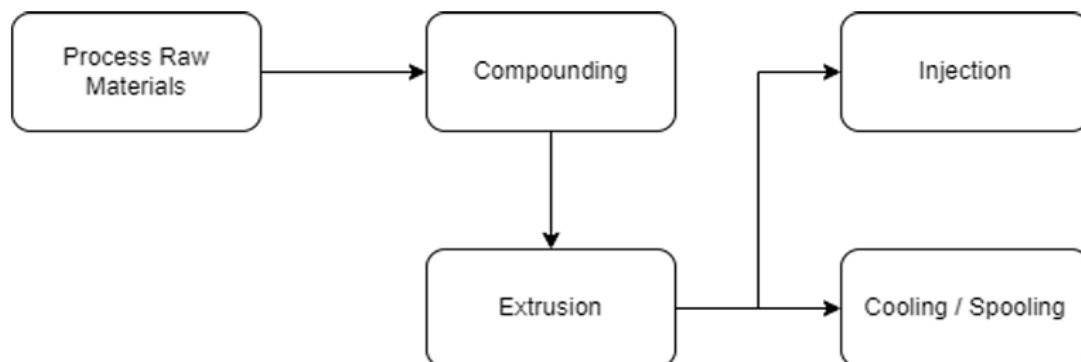 Process Raw
Materials
Compounding
Injection
Extrusion
Cooling / Spooling